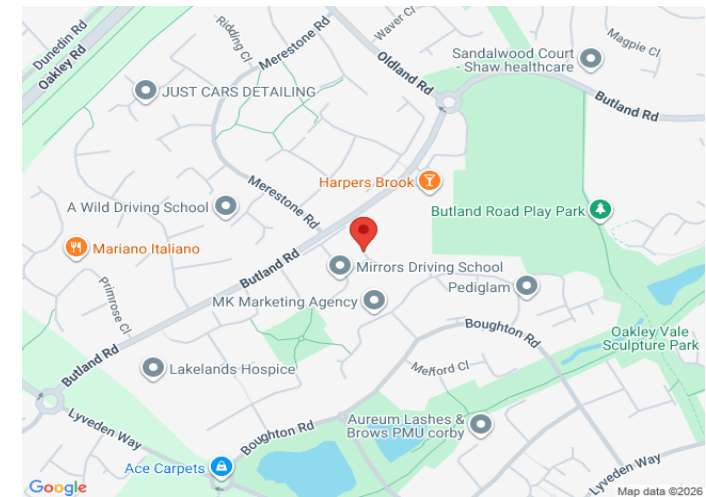 Dunedin Rd
Oakley Rd
Ridding Cl
Merestone Rd
Waver Cl
Oldland Rd
Sandalwood Court
- Shaw healthcare
Magpie Cl
Butland Rd
JUST CARS DETAILING
Harpers Brook
Merestone Rd
A Wild Driving School
Butland Road Play Park
Mariano Italiano
Butland Rd
Mirrors Driving School
Pediglam
MK Marketing Agency
Primrose Cl
Boughton Rd
Oakley Vale
Sculpture Park
Butland Rd
Lakelands Hospice
Melford Cl
Lyveden Way
Boughton Rd
Aureum Lashes &
Brows PMU corby
Ace Carpets
Lyveden Way
Google
Map data ©2026